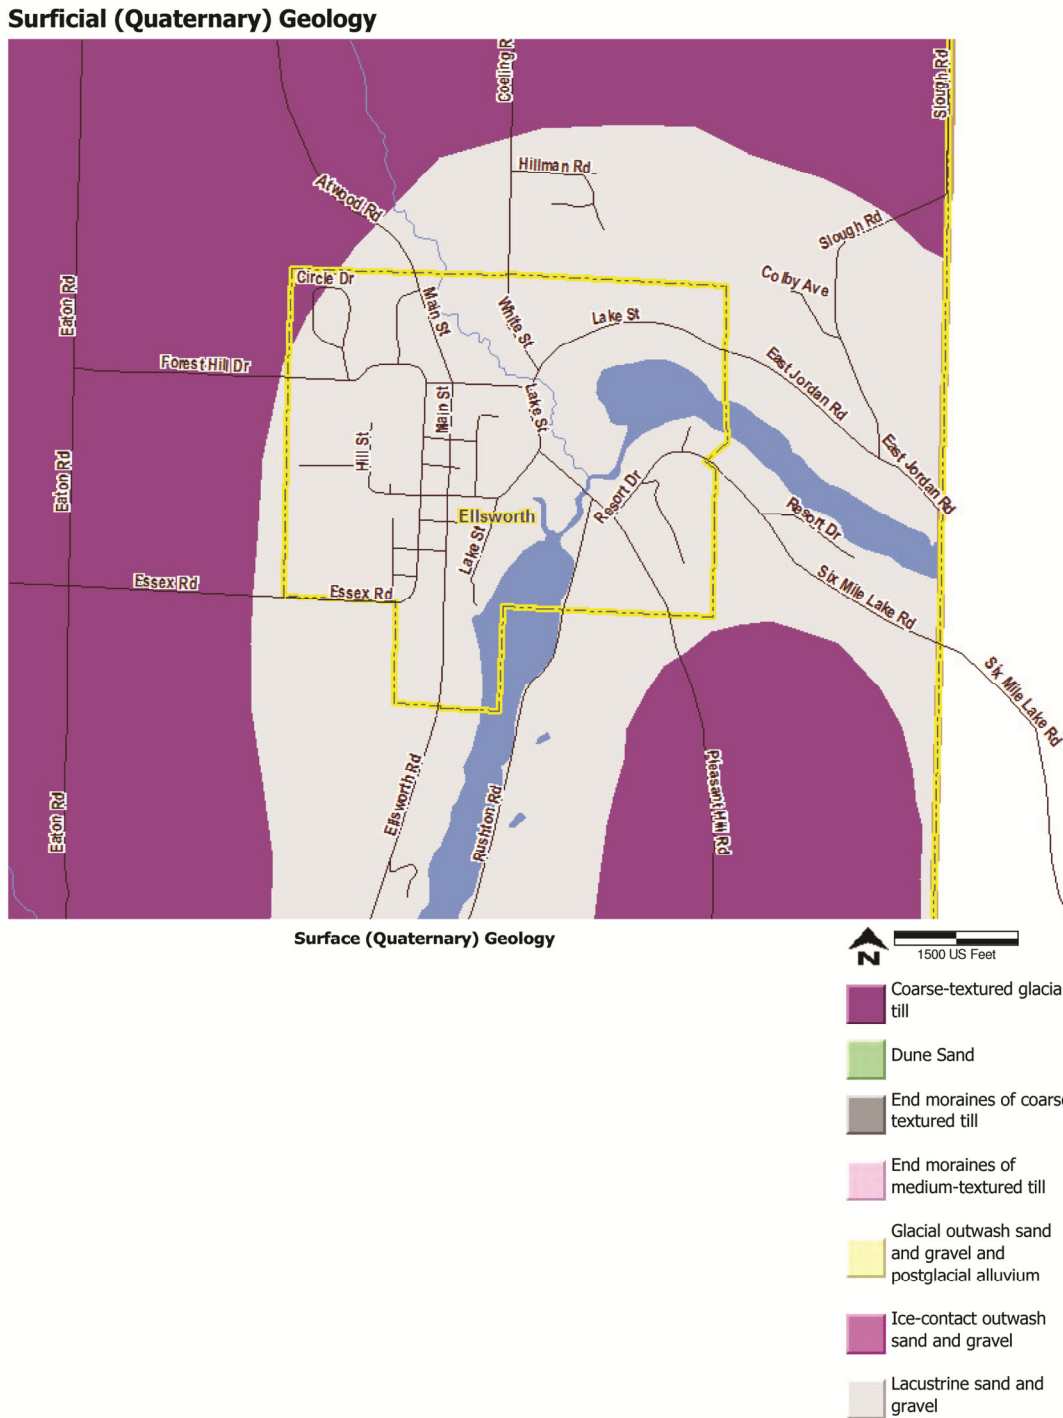 Surficial (Quaternary) Geology
Coeling R
Slough Rd
Hillman Rd
Atwood Rd
Slough Rd
Eaton Rd
Circle Dr
Colby Ave
Main St
White St
Lake St
Forest Hill Dr
East Jordan Rd
Main St
Lake St
Hill St
Eaton Rd
East Jordan Rd
Resort Dr
Resort Dr
Ellsworth
Lake St
Essex Rd
Essex Rd
Six Mile Lake Rd
Six Mile Lake Rd
Ellsworth Rd
Rushton Rd
Pleasant Hill Rd
Eaton Rd
Surface (Quaternary) Geology
N
1500 US Feet
Coarse-textured glacia
till
Dune Sand
End moraines of coars
textured till
End moraines of
medium-textured till
Glacial outwash sand
and gravel and
postglacial alluvium
Ice-contact outwash
sand and gravel
Lacustrine sand and
gravel